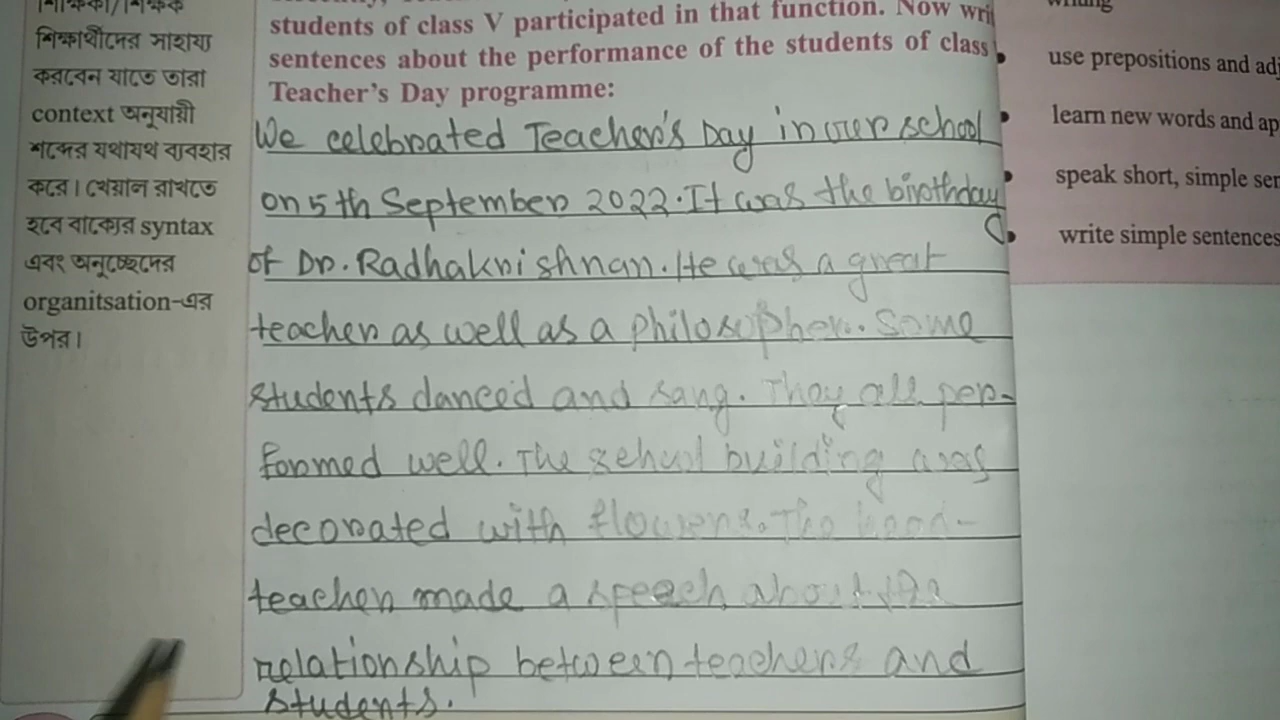 শিক্ষিকা/শিক্ষক
শিক্ষার্থীদের সাহায্য
করবেন যাতে তারা
context অনুযায়ী
শব্দের যথাযথ ব্যবহার
করে। খেয়াল রাখতে
হবে বাক্যের syntax
এবং অনুচ্ছেদের
organitsation-এর
উপর।
students of class V participated in that function. Now wri
sentences about the performance of the students of class
Teacher's Day programme:
We celebrated Teacher's Day in our school
on 5th September 2022. It was the birthday
of Dr. Radhakrishnan. He was a great
teacher as well as a philosopher. Some
students danced and sang. They all per-
formed well. The school building was
decorated with flowers. The head-
teacher made a speech about the
relationship between teachers and
students.
writing
use prepositions and adj
learn new words and ap
speak short, simple sen
write simple sentences